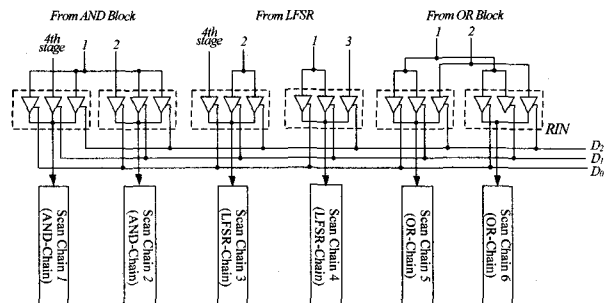 From AND Block
From LFSR
From OR Block
4th stage
1
2
4th stage
2
1
3
1
2
RIN
D2
D1
D0
Scan Chain 1
(AND-Chain)
Scan Chain 2
(AND-Chain)
Scan Chain 3
(LFSR-Chain)
Scan Chain 4
(LFSR-Chain)
Scan Chain 5
(OR-Chain)
Scan Chain 6
(OR-Chain)